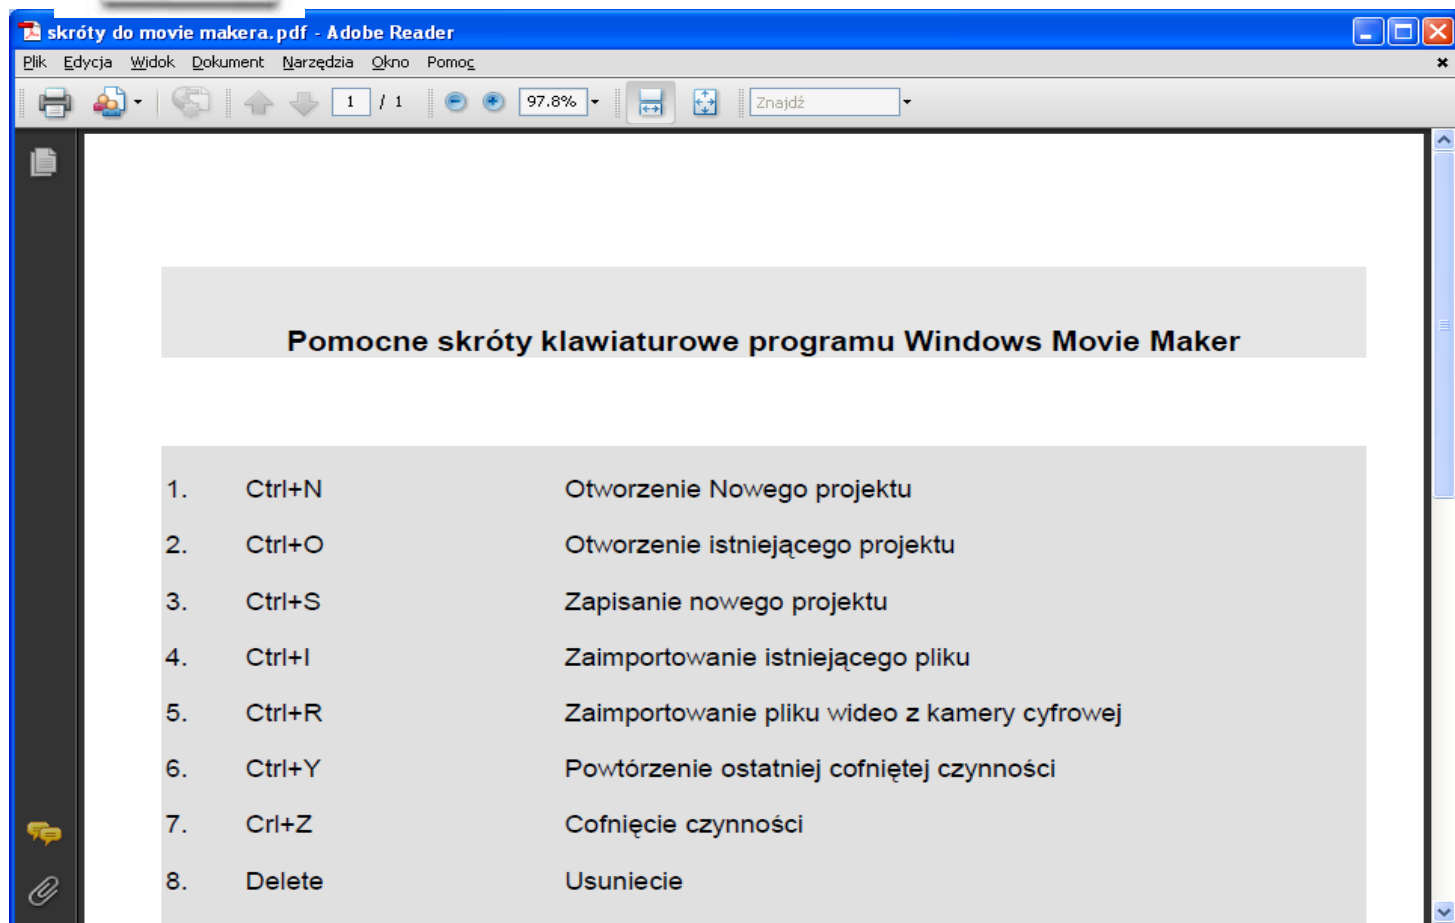 skróty do movie makera.pdf - Adobe Reader
Plik Edycja Widok Dokument Narzędzia Okno Pomoc
1 / 1 97.8% Znajdź
Pomocne skróty klawiaturowe programu Windows Movie Maker
1. Ctrl+N Otworzenie Nowego projektu
2. Ctrl+O Otworzenie istniejącego projektu
3. Ctrl+S Zapisanie nowego projektu
4. Ctrl+I Zaimportowanie istniejącego pliku
5. Ctrl+R Zaimportowanie pliku wideo z kamery cyfrowej
6. Ctrl+Y Powtórzenie ostatniej cofniętej czynności
7. Crl+Z Cofnięcie czynności
8. Delete Usuniecie